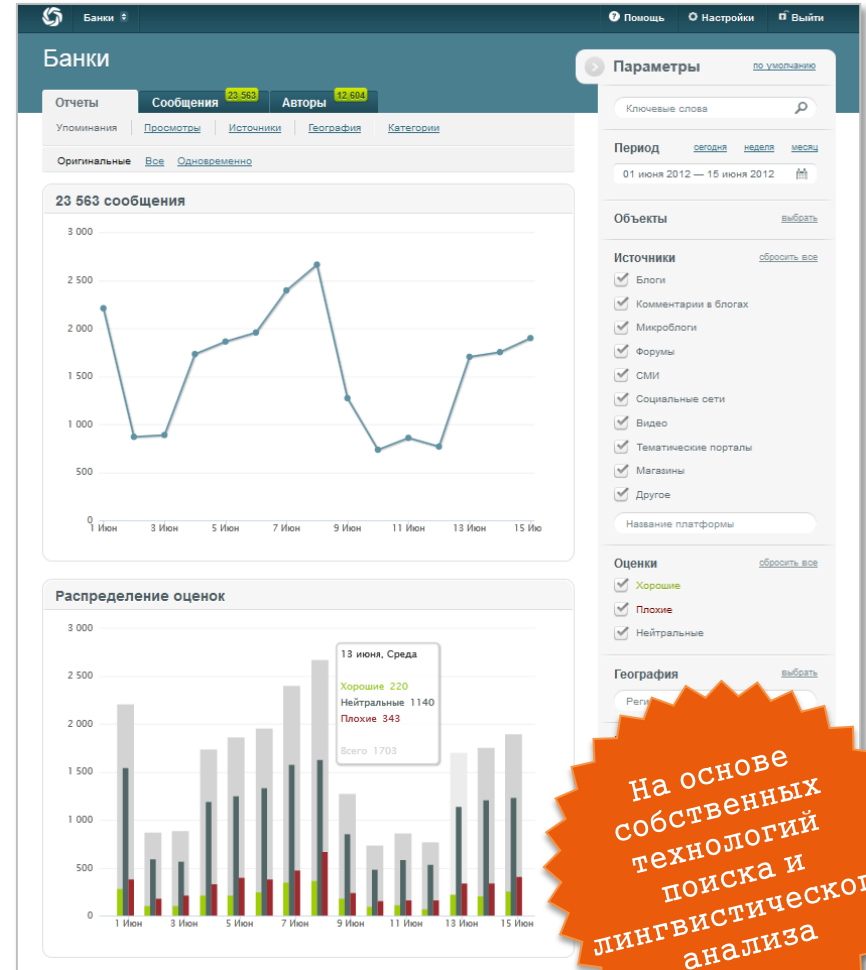 Банки
Помощь Настройки Выйти
Банки
Отчеты Сообщения 23 563 Авторы 12 604
Упоминания Просмотры Источники География Категории
Оригинальные Все Одновременно
23 563 сообщения
3 000
2 500
2 000
1 500
1 000
500
0
1 Июн 3 Июн 5 Июн 7 Июн 9 Июн 11 Июн 13 Июн 15 Ию
Распределение оценок
3 000
2 500
2 000
1 500
1 000
500
0
13 июня, Среда
Хорошие 220
Нейтральные 1140
Плохие 343
Всего 1703
1 Июн 3 Июн 5 Июн 7 Июн 9 Июн 11 Июн 13 Июн 15 Июн
Параметры по умолчанию
Ключевые слова
Период сегодня неделя месяц
01 июня 2012 — 15 июня 2012
Объекты выбрать
Источники сбросить все
Блоги
Комментарии в блогах
Микроблоги
Форумы
СМИ
Социальные сети
Видео
Тематические порталы
Магазины
Другое
Название платформы
Оценки сбросить все
Хорошие
Плохие
Нейтральные
География выбрать
На основе
собственных
технологий
поиска и
лингвистическог
анализа